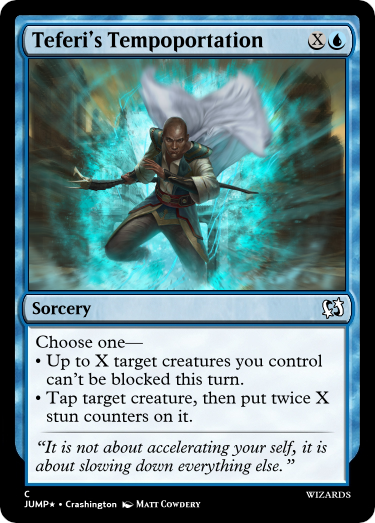 Teferi's Tempoportation X
Sorcery
Choose one—
• Up to X target creatures you control
can't be blocked this turn.
• Tap target creature, then put twice X
stun counters on it.
“It is not about accelerating your self, it is
about slowing down everything else.”
C
WIZARDS
JUMP★ • Crashington MATT COWDERY